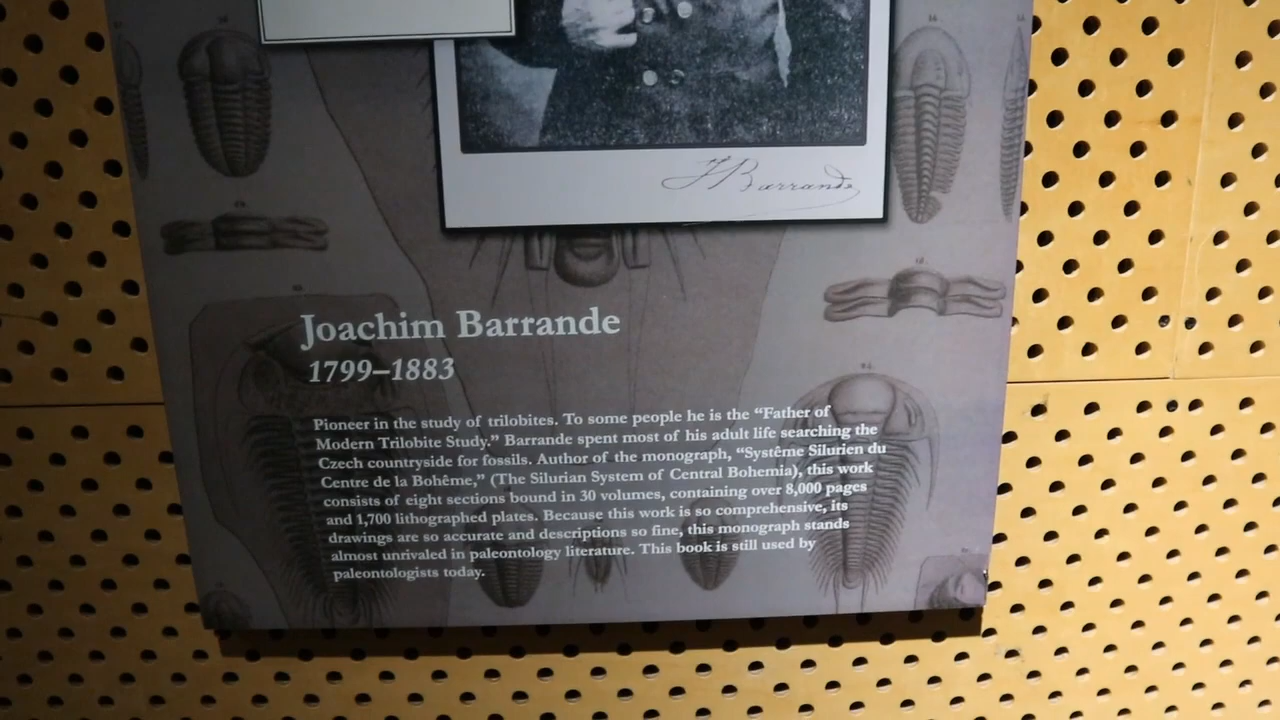 J Barrande
Joachim Barrande
1799–1883
Pioneer in the study of trilobites. To some people he is the “Father of
Modern Trilobite Study.” Barrande spent most of his adult life searching the
Czech countryside for fossils. Author of the monograph, “Systême Silurien du
Centre de la Bohême,” (The Silurian System of Central Bohemia), this work
consists of eight sections bound in 30 volumes, containing over 8,000 pages
and 1,700 lithographed plates. Because this work is so comprehensive, its
drawings are so accurate and descriptions so fine, this monograph stands
almost unrivaled in paleontology literature. This book is still used by
paleontologists today.